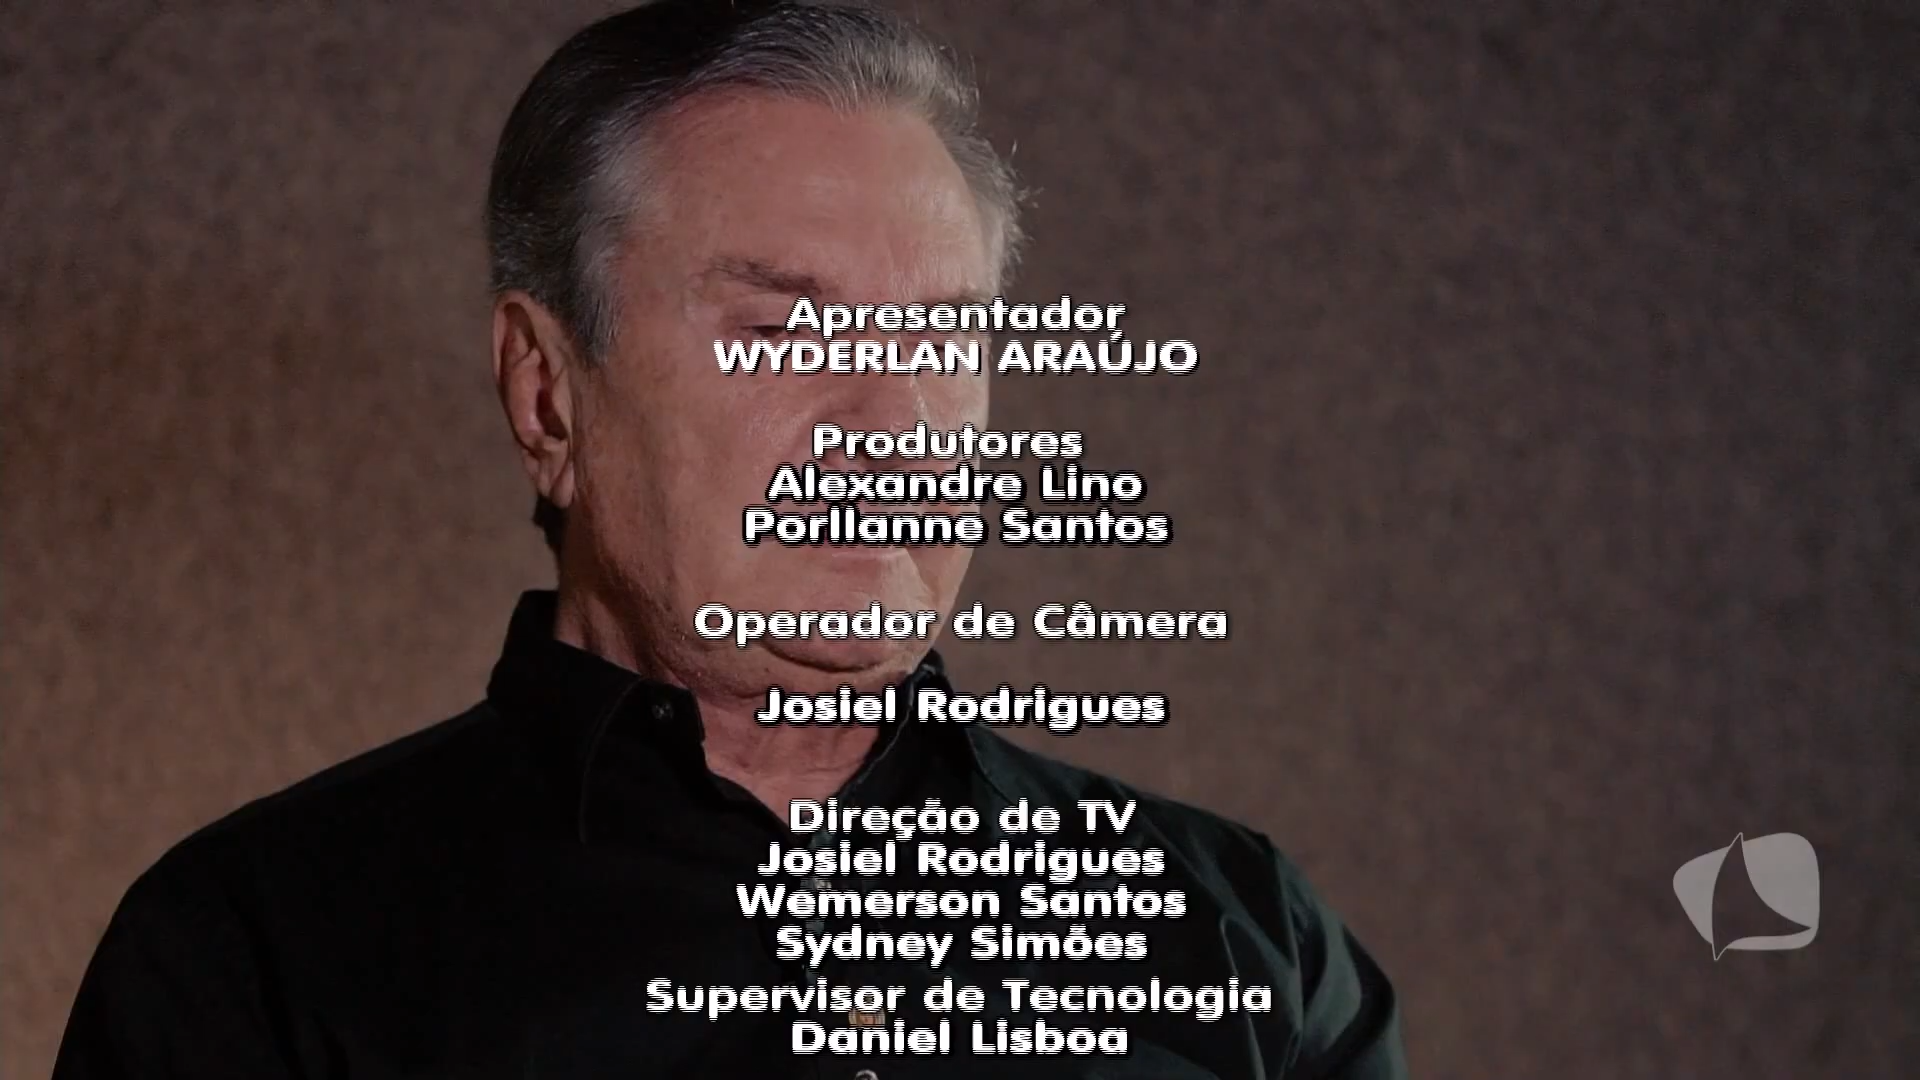 Apresentador
WYDERLAN ARAÚJO
Produtores
Alexandre Lino
Porllanne Santos
Operador de Câmera
Josiel Rodrigues
Direção de TV
Josiel Rodrigues
Wemerson Santos
Sydney Simões
Supervisor de Tecnologia
Daniel Lisboa